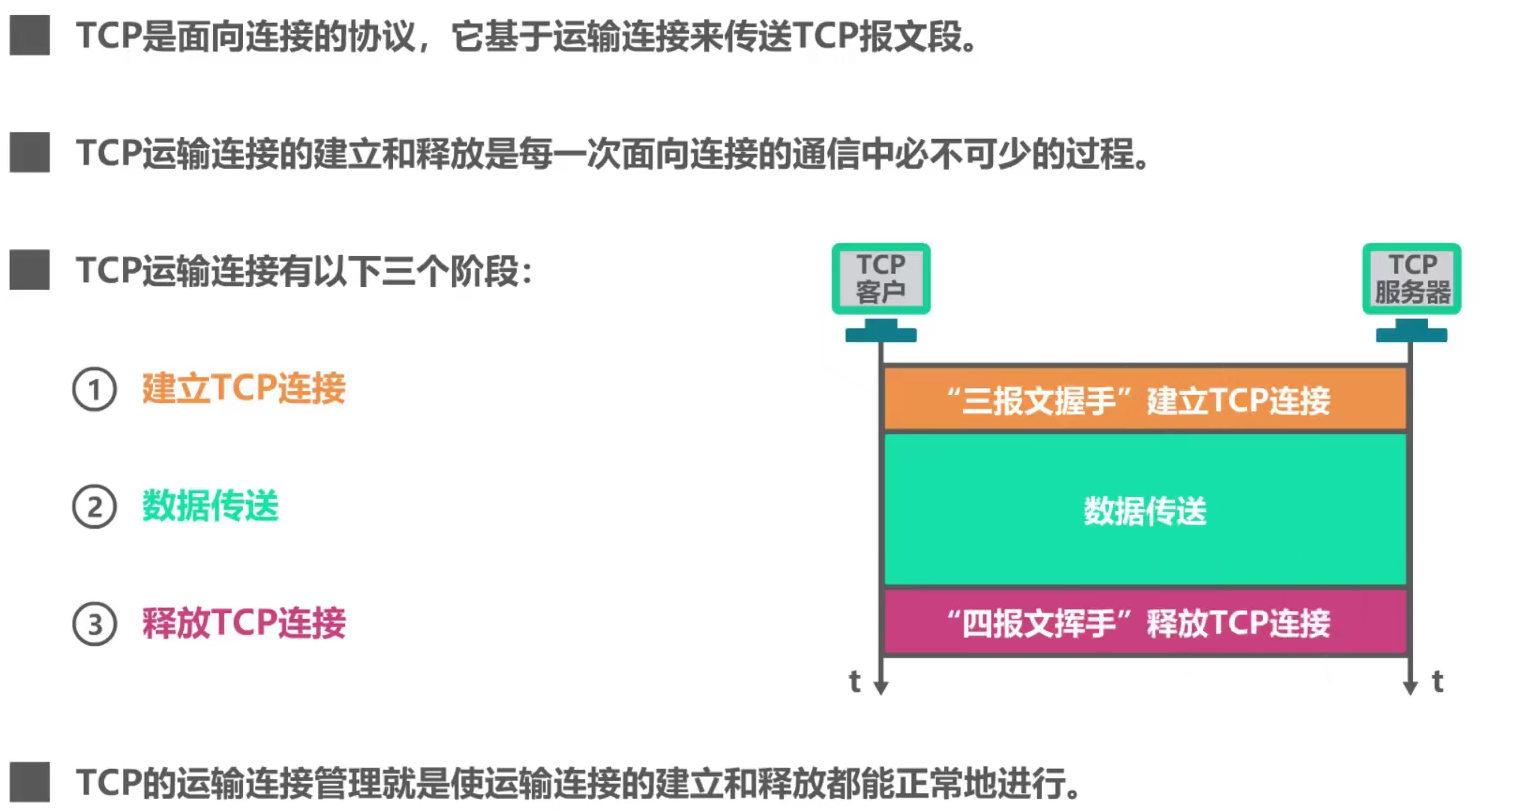 TCP是面向连接的协议，它基于运输连接来传送TCP报文段。
TCP运输连接的建立和释放是每一次面向连接的通信中必不可少的过程。
TCP运输连接有以下三个阶段：
① 建立TCP连接
② 数据传送
③ 释放TCP连接
TCP
客户
TCP
服务器
“三报文握手”建立TCP连接
数据传送
“四报文挥手”释放TCP连接
t
t
TCP的运输连接管理就是使运输连接的建立和释放都能正常地进行。